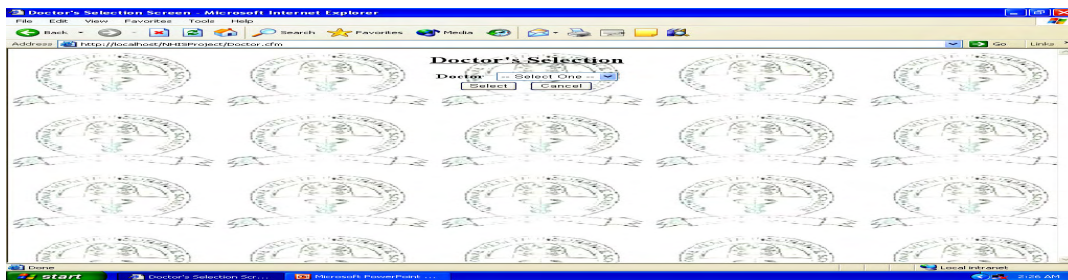 Doctor's Selection Screen - Microsoft Internet Explorer
File Edit View Favorites Tools Help
Back Search Favorites Media
Address http://localhost/NHISProject/Doctor.cfm Go Links
Doctor's Selection
Doctor -- Select One --
Select Cancel
Done Local intranet
start Doctor's Selection Scr... Microsoft PowerPoint ... 2:26 AM